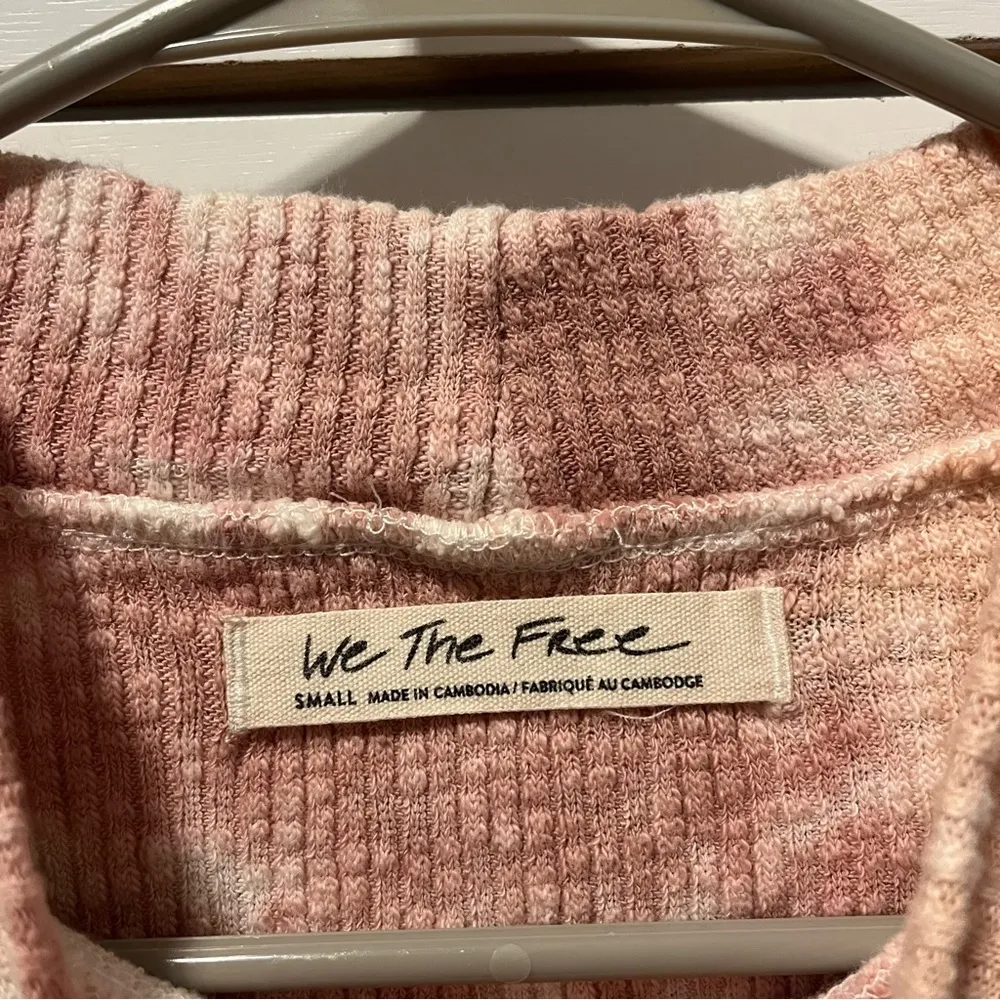 We The Free
SMALL MADE IN CAMBODIA / FABRIQUÉ AU CAMBODGE